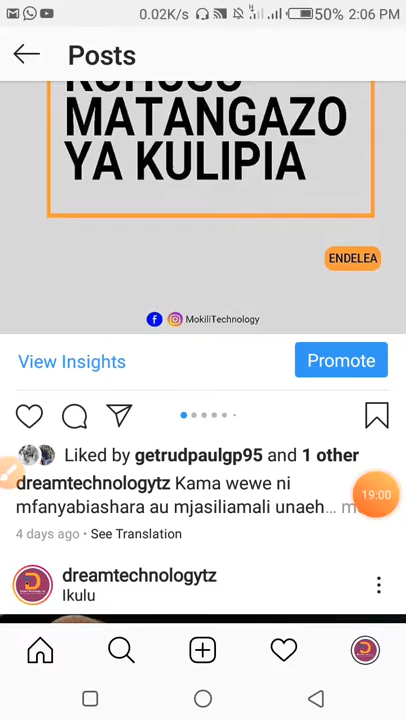 0.02K/s 50% 2:06 PM
Posts
MATANGAZO
YA KULIPIA
ENDELEA
MokiliTechnology
View Insights
Promote
Liked by getrudpaulgp95 and 1 other
dreamtechnologytz Kama wewe ni
mfanyabiashara au mjasiliamali unaeh...
19:00
4 days ago • See Translation
dreamtechnologytz
Ikulu